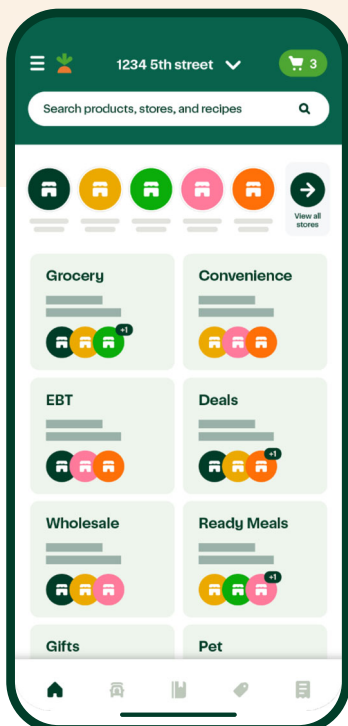 1234 5th street
3
Search products, stores, and recipes
View all
stores
Grocery
+1
Convenience
EBT
Deals
+1
Wholesale
Ready Meals
+1
Gifts
Pet